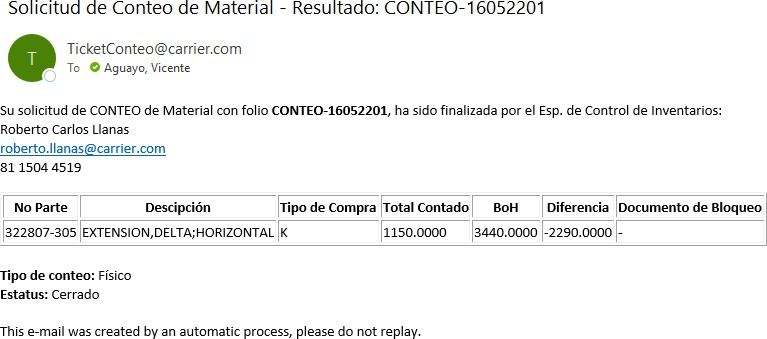 Solicitud de Conteo de Material - Resultado: CONTEO-16052201
T
TicketConteo@carrier.com
To Aguayo, Vicente
Su solicitud de CONTEO de Material con folio CONTEO-16052201, ha sido finalizada por el Esp. de Control de Inventarios:
Roberto Carlos Llanas
roberto.llanas@carrier.com
81 1504 4519
No Parte Descipción Tipo de Compra Total Contado BoH Diferencia Documento de Bloqueo
322807-305 EXTENSION,DELTA;HORIZONTAL K 1150.0000 3440.0000 -2290.0000 -
Tipo de conteo: Físico
Estatus: Cerrado
This e-mail was created by an automatic process, please do not replay.